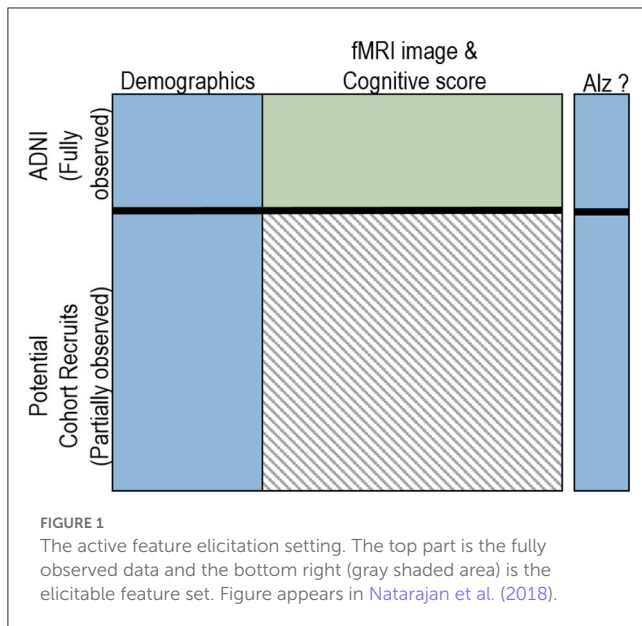 fMRI image &
Demographics Cognitive score Alz ?
ADNI
(Fully
observed)
Potential
Cohort Recruits
(Partially observed)
FIGURE 1
The active feature elicitation setting. The top part is the fully
observed data and the bottom right (gray shaded area) is the
elicitable feature set. Figure appears in Natarajan et al. (2018).